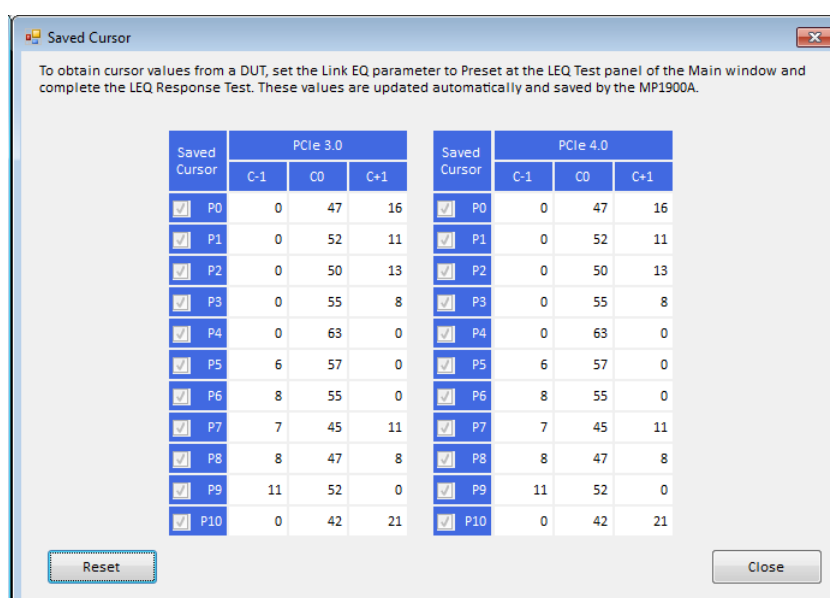 Saved Cursor
To obtain cursor values from a DUT, set the Link EQ parameter to Preset at the LEQ Test panel of the Main window and
complete the LEQ Response Test. These values are updated automatically and saved by the MP1900A.
Saved Cursor PCIe 3.0 Saved Cursor PCIe 4.0
C-1 C0 C+1 C-1 C0 C+1
P0 0 47 16 P0 0 47 16
P1 0 52 11 P1 0 52 11
P2 0 50 13 P2 0 50 13
P3 0 55 8 P3 0 55 8
P4 0 63 0 P4 0 63 0
P5 6 57 0 P5 6 57 0
P6 8 55 0 P6 8 55 0
P7 7 45 11 P7 7 45 11
P8 8 47 8 P8 8 47 8
P9 11 52 0 P9 11 52 0
P10 0 42 21 P10 0 42 21
Reset Close